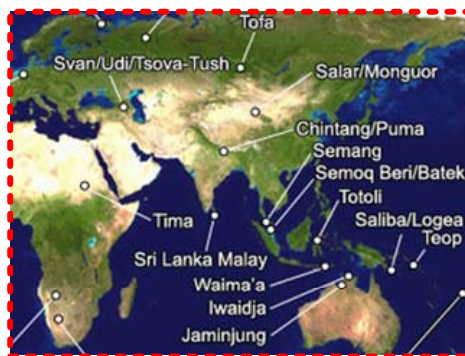 Tofa
Svan/Udi/Tsova-Tush
Salar/Monguor
Chintang/Puma
Semang
Semoq Beri/Batek
Totoli
Tima
Saliba/Logea
Teop
Sri Lanka Malay
Waima'a
Iwaidja
Jaminjung